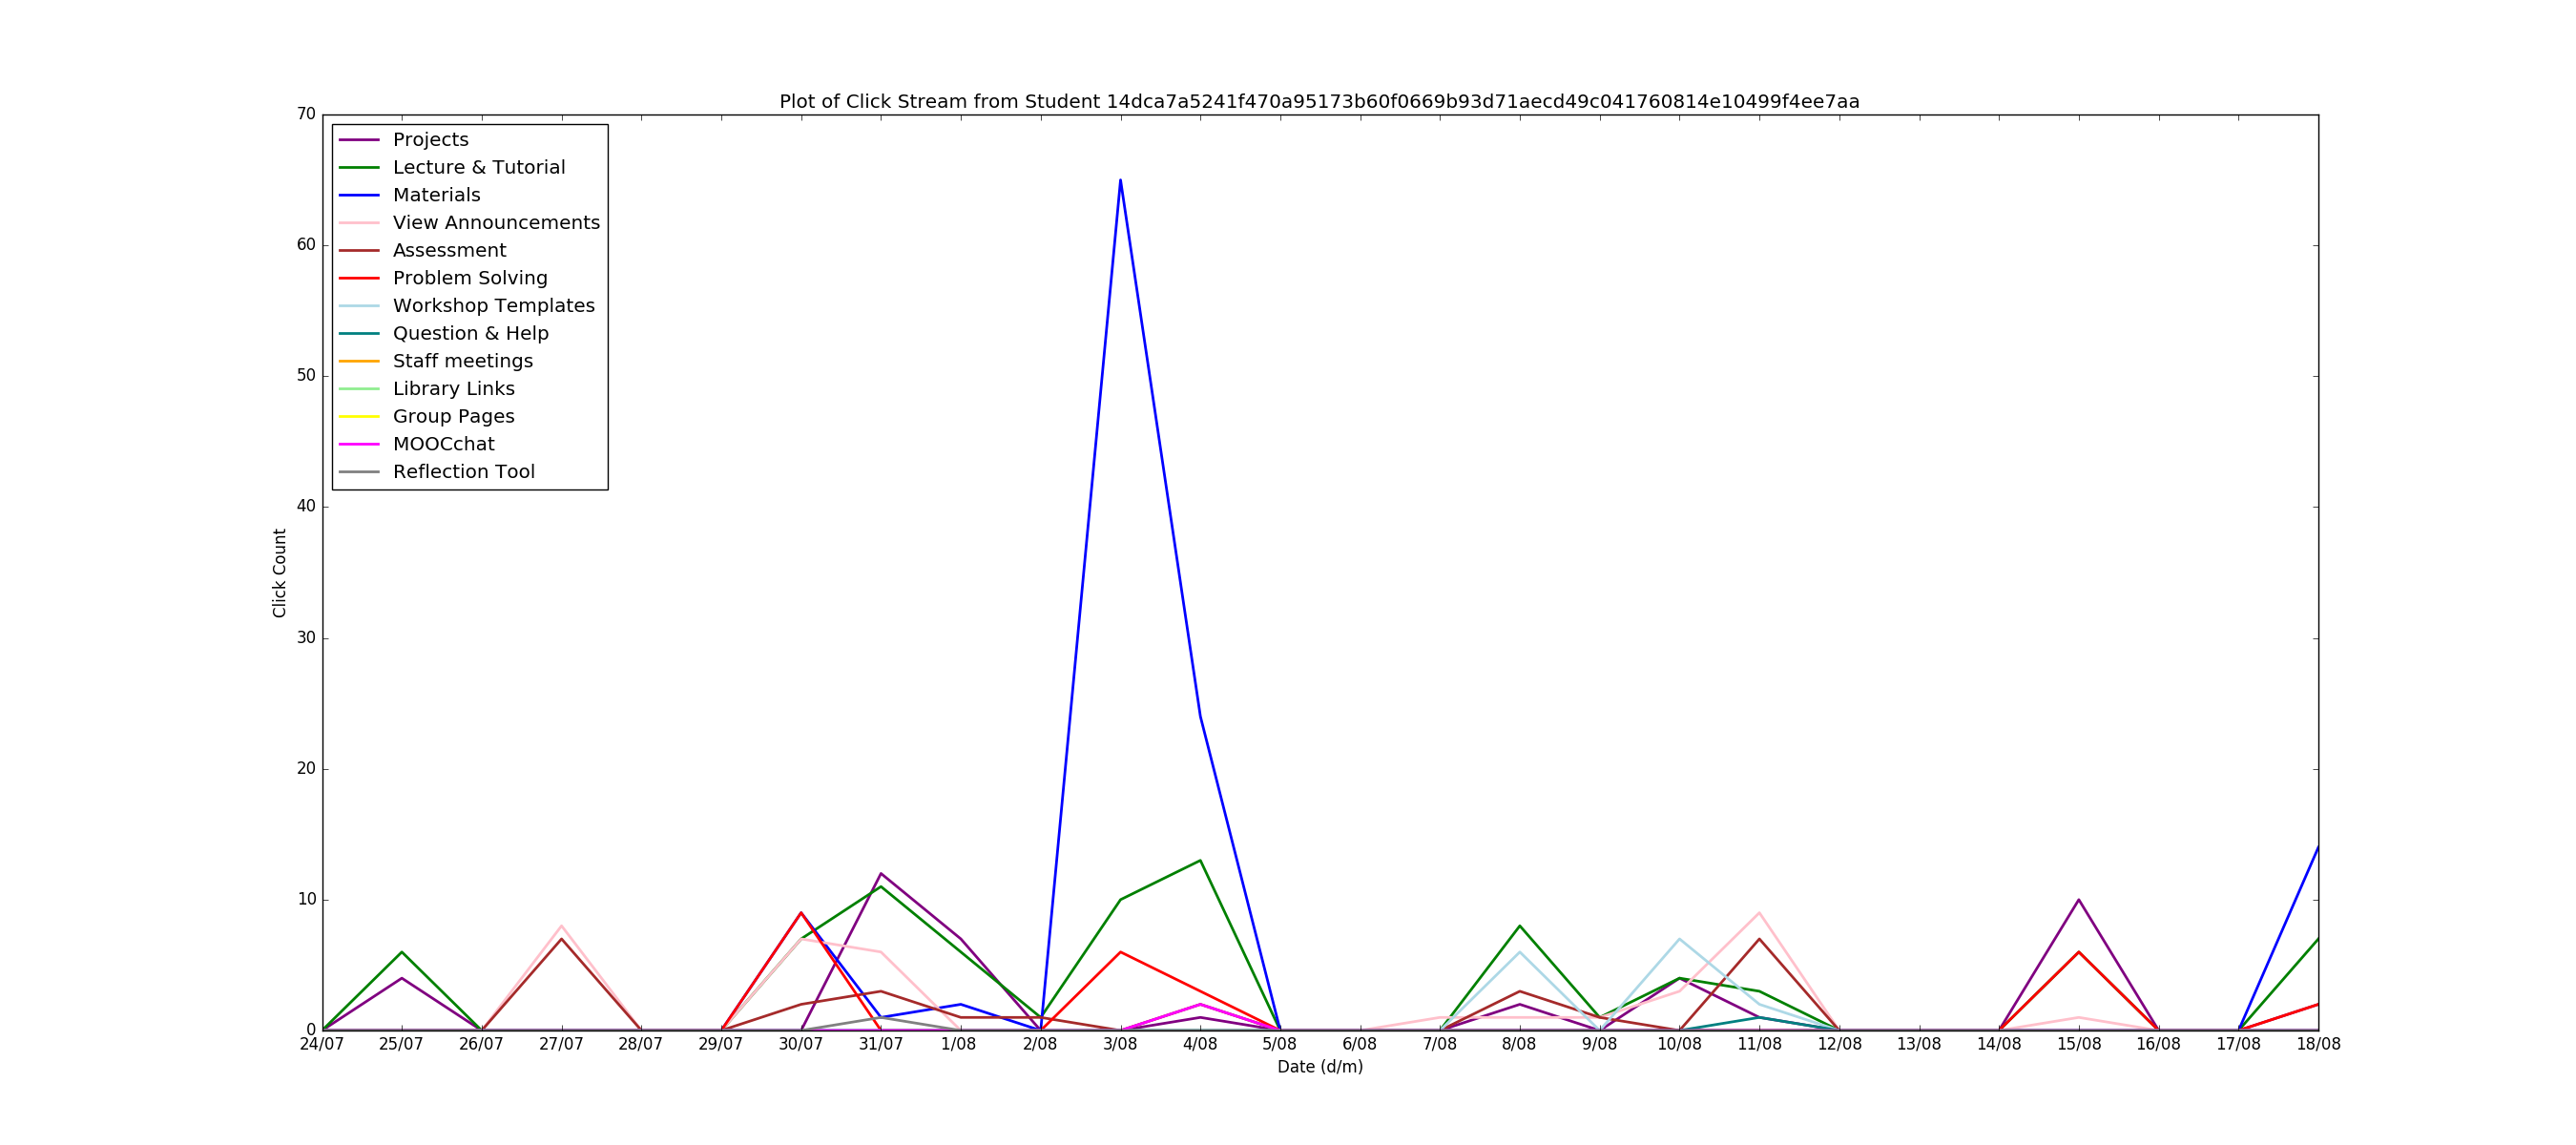 Plot of Click Stream from Student 14dca7a5241f470a95173b60f0669b93d71aecd49c041760814e10499f4ee7aa
70
60
50
40
30
20
10
0
Click Count
Projects
Lecture & Tutorial
Materials
View Announcements
Assessment
Problem Solving
Workshop Templates
Question & Help
Staff meetings
Library Links
Group Pages
MOOCchat
Reflection Tool
24/07 25/07 26/07 27/07 28/07 29/07 30/07 31/07 1/08 2/08 3/08 4/08 5/08 6/08 7/08 8/08 9/08 10/08 11/08 12/08 13/08 14/08 15/08 16/08 17/08 18/08
Date (d/m)